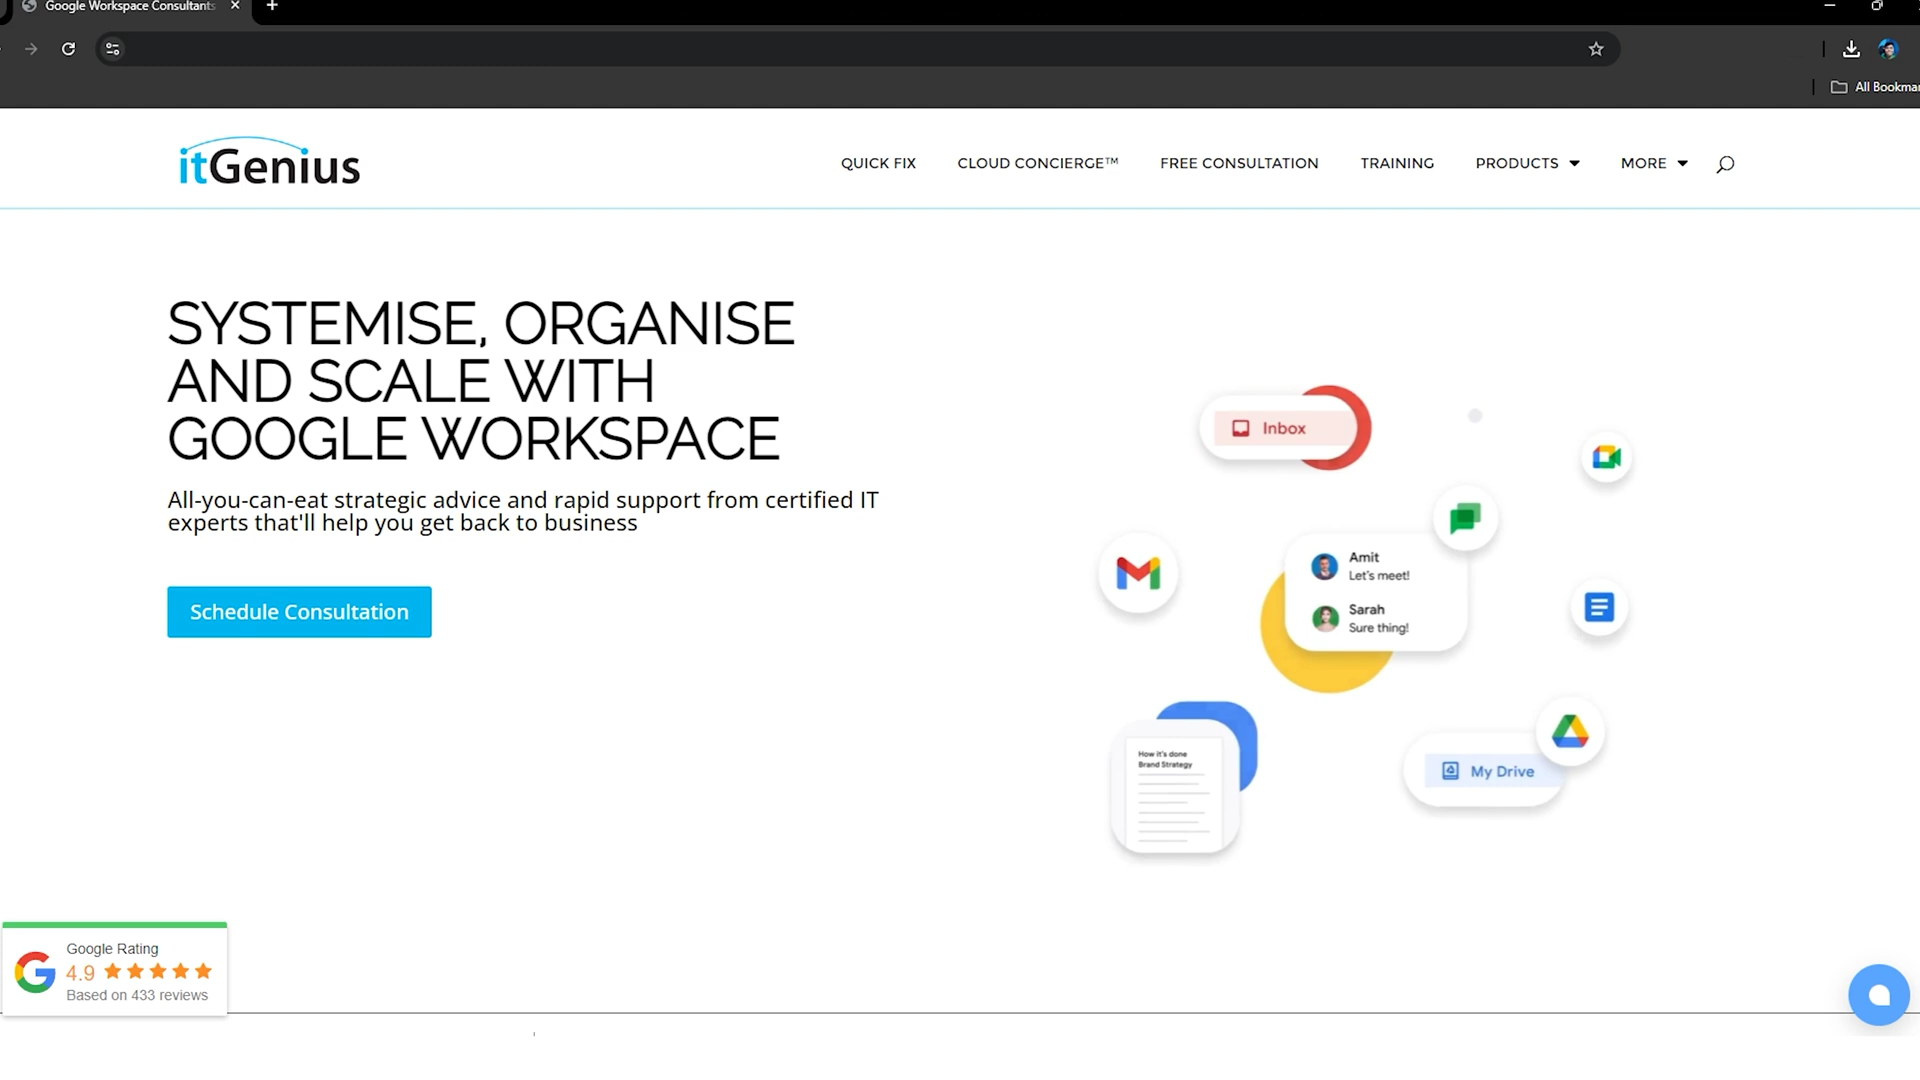 Google Workspace Consultants
All Bookmar
itGenius
QUICK FIX
CLOUD CONCIERGE™
FREE CONSULTATION
TRAINING
PRODUCTS
MORE
SYSTEMISE, ORGANISE
AND SCALE WITH
GOOGLE WORKSPACE
All-you-can-eat strategic advice and rapid support from certified IT
experts that'll help you get back to business
Schedule Consultation
Inbox
Amit
Let's meet!
Sarah
Sure thing!
How it's done
Brand Strategy
My Drive
Google Rating
4.9
Based on 433 reviews